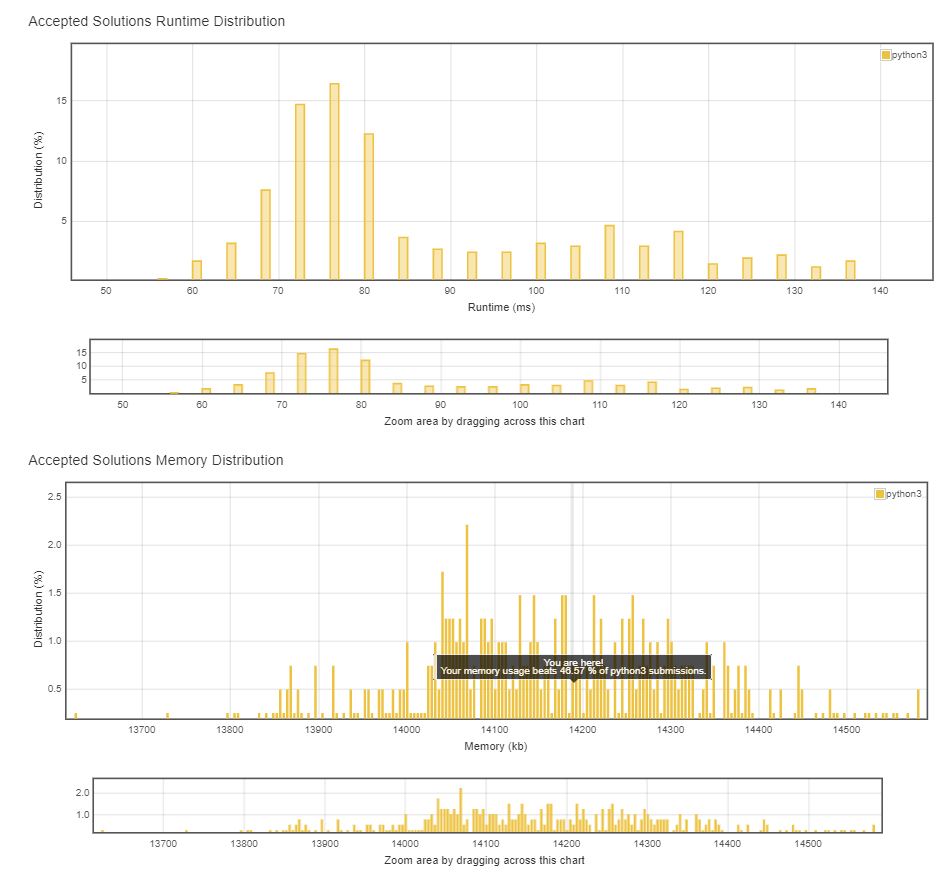 Accepted Solutions Runtime Distribution
python3
15
10
5
Distribution (%)
50 60 70 80 90 100 110 120 130 140
Runtime (ms)
15
10
5
50 60 70 80 90 100 110 120 130 140
Zoom area by dragging across this chart
Accepted Solutions Memory Distribution
python3
2.5
2.0
1.5
1.0
0.5
Distribution (%)
You are here!
Your memory usage beats 46.57 % of python3 submissions.
13700 13800 13900 14000 14100 14200 14300 14400 14500
Memory (kb)
2.0
1.0
13700 13800 13900 14000 14100 14200 14300 14400 14500
Zoom area by dragging across this chart